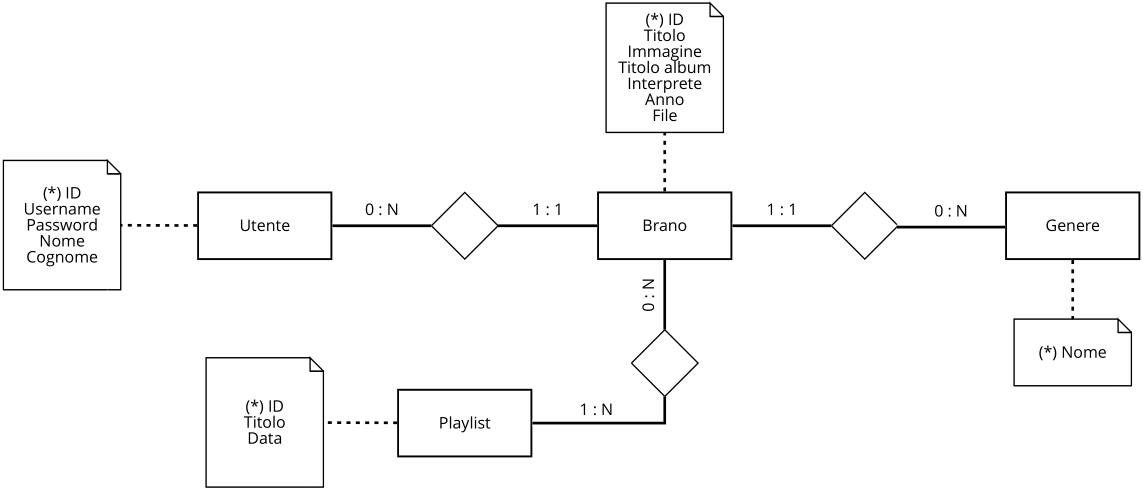 (*) ID
Titolo
Immagine
Titolo album
Interprete
Anno
File
(*) ID
Username
Password
Nome
Cognome
Utente
0 : N
1 : 1
Brano
1 : 1
0 : N
Genere
0 : N
(*) Nome
(*) ID
Titolo
Data
Playlist
1 : N